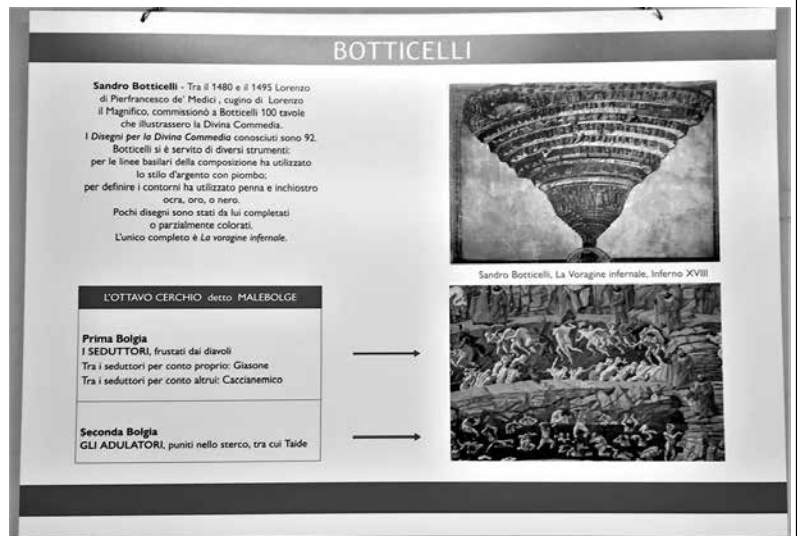 BOTTICELLI
Sandro Botticelli - Tra il 1480 e il 1495 Lorenzo
di Pierfrancesco de' Medici , cugino di Lorenzo
il Magnifico, commissionò a Botticelli 100 tavole
che illustrassero la Divina Commedia.
I Disegni per la Divina Commedia conosciuti sono 92.
Botticelli si è servito di diversi strumenti:
per le linee basilari della composizione ha utilizzato
lo stilo d'argento con piombo;
per definire i contorni ha utilizzato penna e inchiostro
ocra, oro, o nero.
Pochi disegni sono stati da lui completati
o parzialmente colorati.
L'unico completo è La voragine infernale.
Sandro Botticelli, La Voragine infernale, Inferno XVIII
L'OTTAVO CERCHIO detto MALEBOLGE
Prima Bolgia
I SEDUTTORI, frustati dai diavoli
Tra i seduttori per conto proprio: Giasone
Tra i seduttori per conto altrui: Caccianemico
Seconda Bolgia
GLI ADULATORI, puniti nello sterco, tra cui Taide